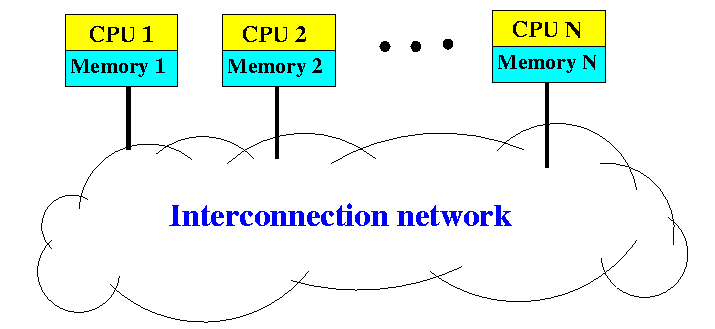 CPU 1
Memory 1
CPU 2
Memory 2
CPU N
Memory N
Interconnection network